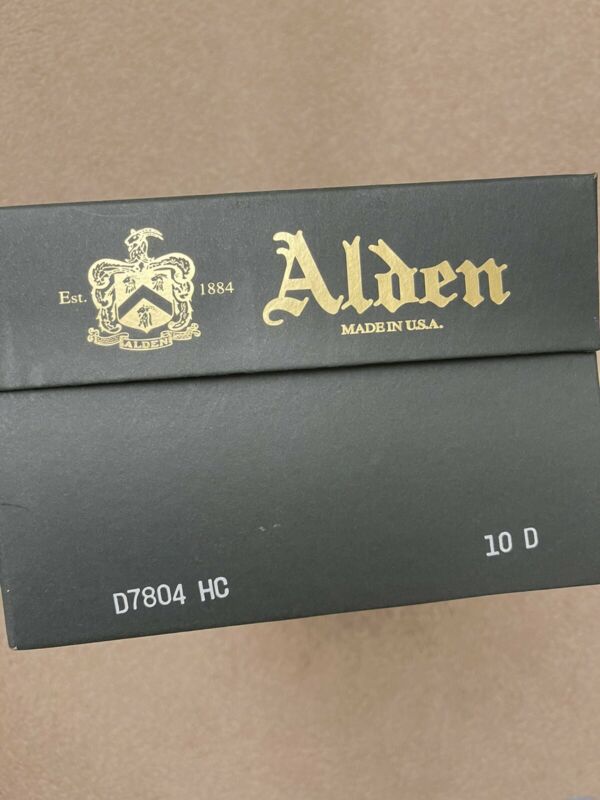 Est. 1884
ALDEN
Alden
MADE IN U.S.A.
10 D
D7804 HC